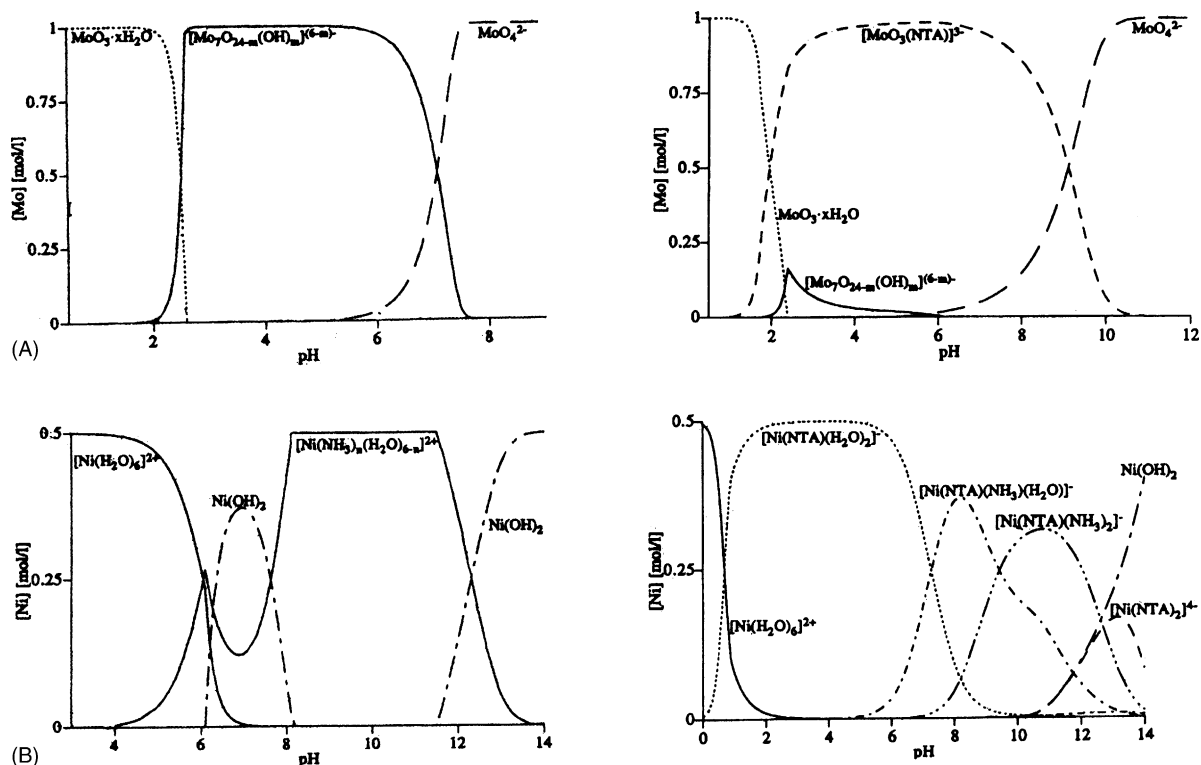 1
MoO₃·xH₂O
[Mo₇O₂₄₋ₘ(OH)ₘ]⁽⁶⁻ᵐ⁾⁻
MoO₄²⁻
0.75
0.5
0.25
0
[Mo] [mol/l]
2 4 6 8
pH
(A)
1
[MoO₃(NTA)]³⁻
MoO₄²⁻
0.75
0.5
0.25
0
[Mo] [mol/l]
MoO₃·xH₂O
[Mo₇O₂₄₋ₘ(OH)ₘ]⁽⁶⁻ᵐ⁾⁻
0 2 4 6 8 10 12
pH
0.5
[Ni(H₂O)₆]²⁺
[Ni(NH₃)ₙ(H₂O)₆₋ₙ]²⁺
Ni(OH)₂
Ni(OH)₂
0.25
0
[Ni] [mol/l]
4 6 8 10 12 14
pH
(B)
0.5
[Ni(NTA)(H₂O)₂]⁻
Ni(OH)₂
[Ni(NTA)(NH₃)(H₂O)]⁻
[Ni(NTA)(NH₃)₂]⁻
0.25
[Ni(NTA)₂]⁴⁻
[Ni(H₂O)₆]²⁺
0
[Ni] [mol/l]
0 2 4 6 8 10 12 14
pH